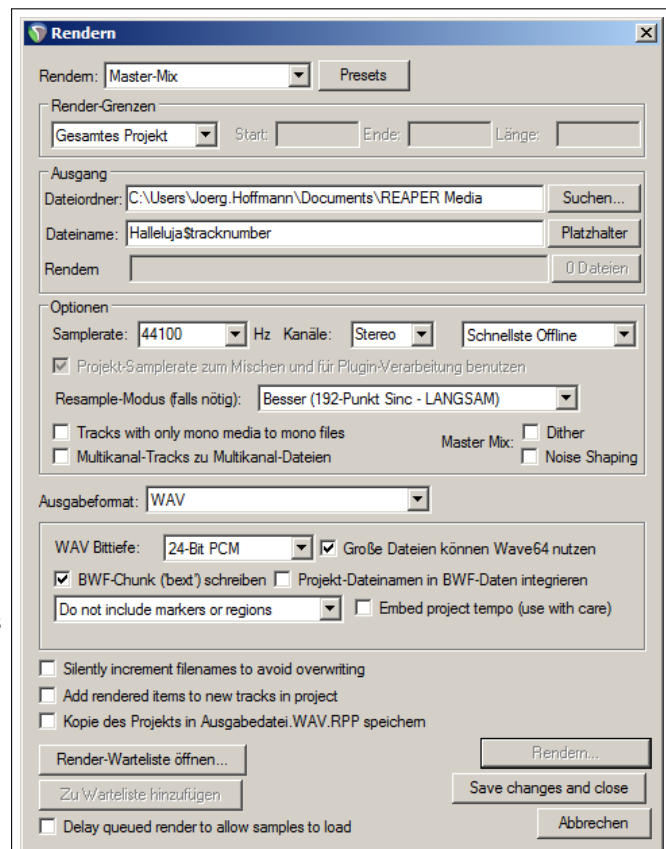 Rendern
Rendern: Master-Mix Presets
Render-Grenzen
Gesamtes Projekt Start: Ende: Länge:
Ausgang
Dateiordner: C:\Users\Joerg.Hoffmann\Documents\REAPER Media Suchen...
Dateiname: Halleluja$tracknumber Platzhalter
Rendern 0 Dateien
Optionen
Samplerate: 44100 Hz Kanäle: Stereo Schnellste Offline
Projekt-Samplerate zum Mischen und für Plugin-Verarbeitung benutzen
Resample-Modus (falls nötig): Besser (192-Punkt Sinc - LANGSAM)
Tracks with only mono media to mono files Master Mix: Dither
Multikanal-Tracks zu Multikanal-Dateien Noise Shaping
Ausgabeformat: WAV
WAV Bittiefe: 24-Bit PCM Große Dateien können Wave64 nutzen
BWF-Chunk ('bext') schreiben Projekt-Dateinamen in BWF-Daten integrieren
Do not include markers or regions Embed project tempo (use with care)
Silently increment filenames to avoid overwriting
Add rendered items to new tracks in project
Kopie des Projekts in Ausgabedatei.WAV.RPP speichern
Render-Warteliste öffnen... Rendern...
Zu Warteliste hinzufügen Save changes and close
Delay queued render to allow samples to load Abbrechen